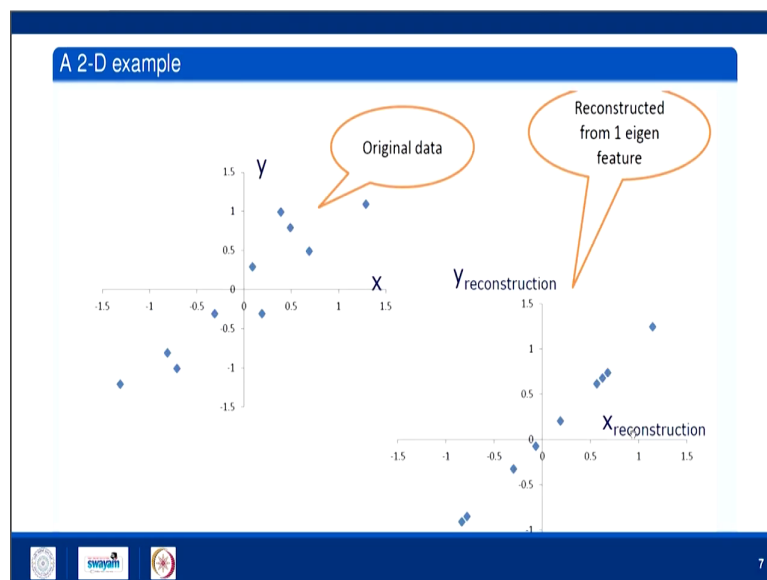 A 2-D example
Original data
Reconstructed
from 1 eigen
feature
y
1.5
1
0.5
0
-0.5
-1
-1.5
-1.5 -1 -0.5 0 0.5 1 1.5
x
y reconstruction
1.5
1
0.5
0
-0.5
-1
x reconstruction
-1.5 -1 -0.5 0 0.5 1 1.5
swayam
7